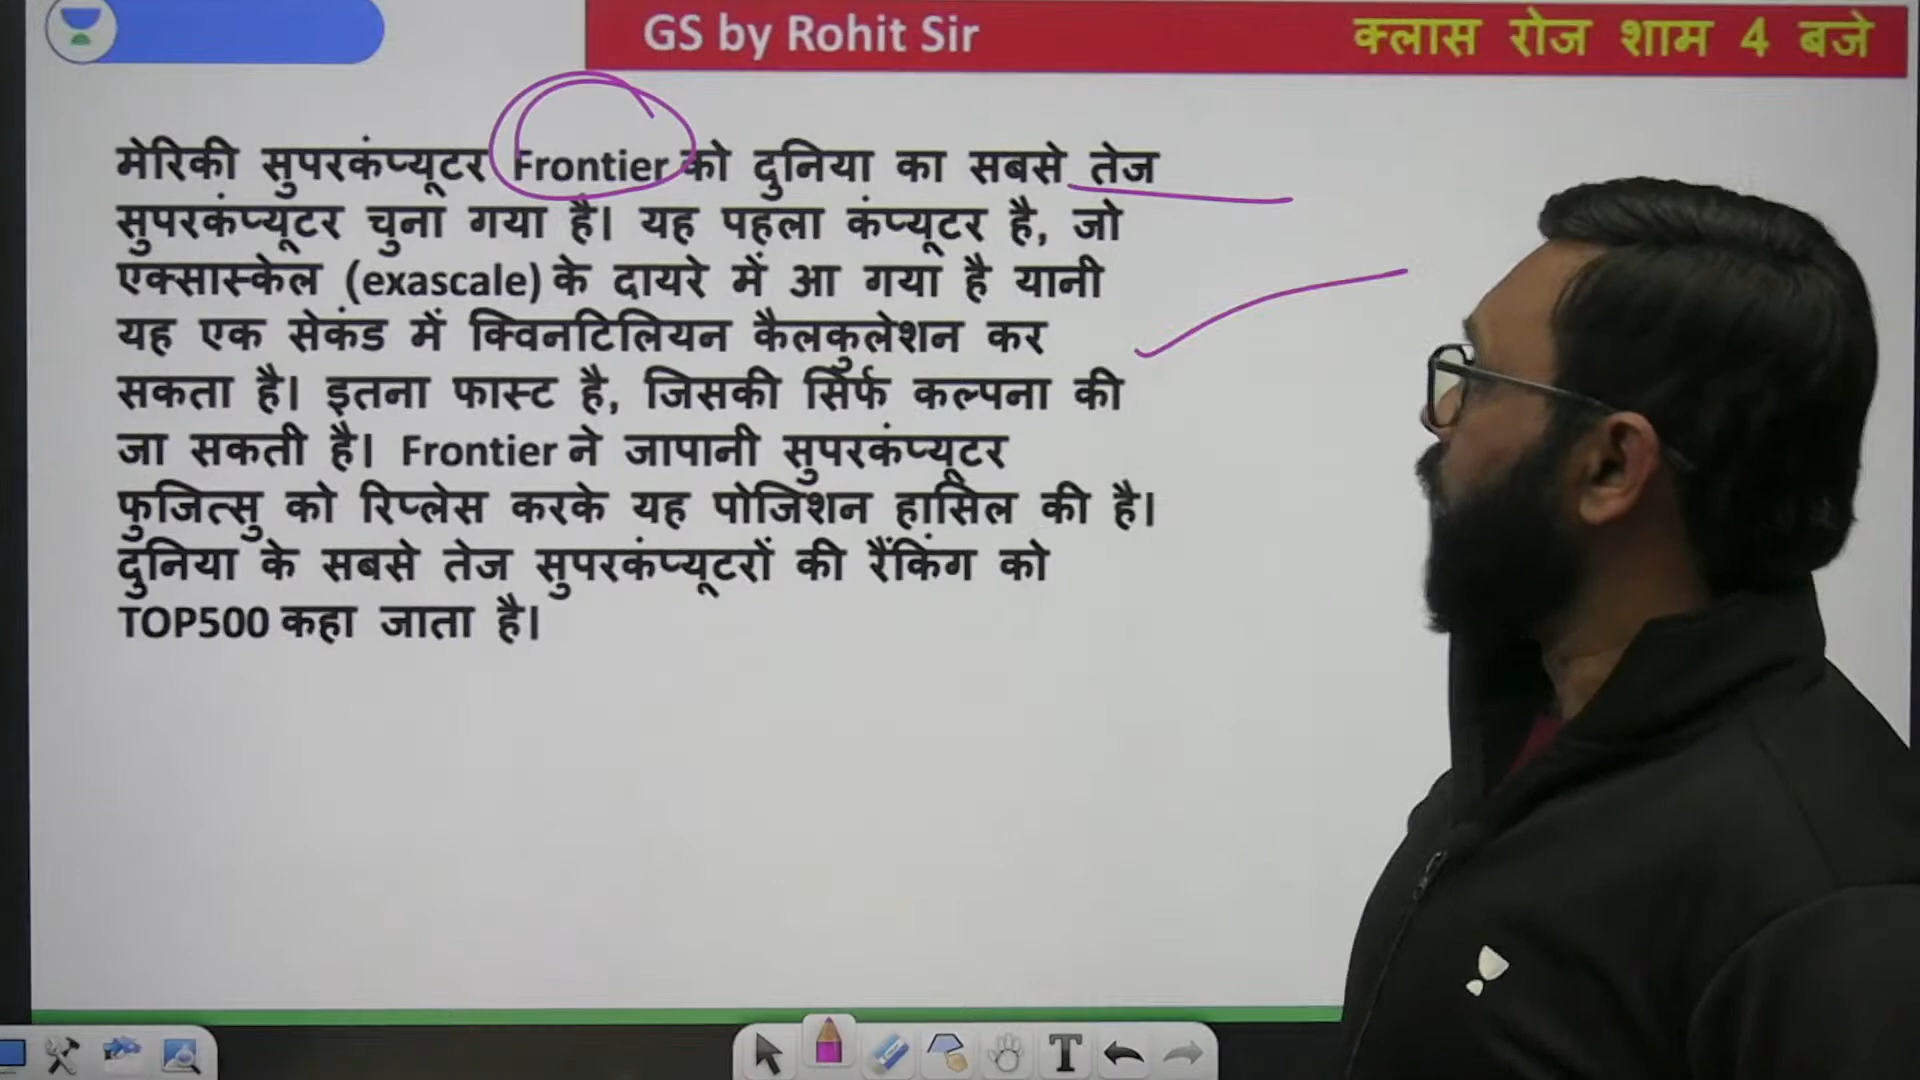 GS by Rohit Sir
क्लास रोज शाम 4 बजे
मेरिकी सुपरकंप्यूटर Frontier को दुनिया का सबसे तेज
सुपरकंप्यूटर चुना गया है। यह पहला कंप्यूटर है, जो
एक्सास्केल (exascale) के दायरे में आ गया है यानी
यह एक सेकंड में क्विनटिलियन कैलकुलेशन कर
सकता है। इतना फास्ट है, जिसकी सिर्फ कल्पना की
जा सकती है। Frontier ने जापानी सुपरकंप्यूटर
फुजित्सु को रिप्लेस करके यह पोजिशन हासिल की है।
दुनिया के सबसे तेज सुपरकंप्यूटरों की रैंकिंग को
TOP500 कहा जाता है।
T